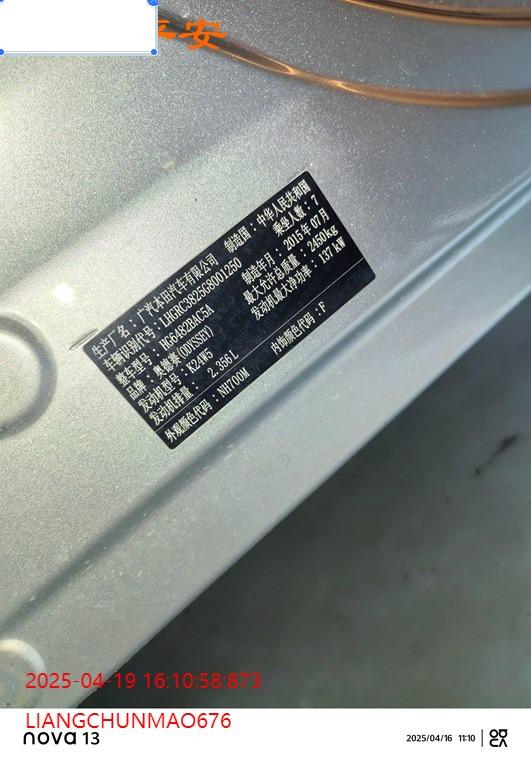 平安
生产厂名：广汽本田汽车有限公司 制造国：中华人民共和国
车辆识别代号：LHGRC3825G8001250 乘坐人数：7
整车型号：HG6482BAC5A 制造年月：2015年07月
品牌：奥德赛(ODYSSEY) 最大允许总质量：2450kg
发动机型号：K24W5 发动机最大净功率：137kW
发动机排量：2.356L
外观颜色代码：NH700M 内饰颜色代码：F
2025-04-19 16:10:58:873
LIANGCHUNMAO676
nova 13
2025/04/16 11:10